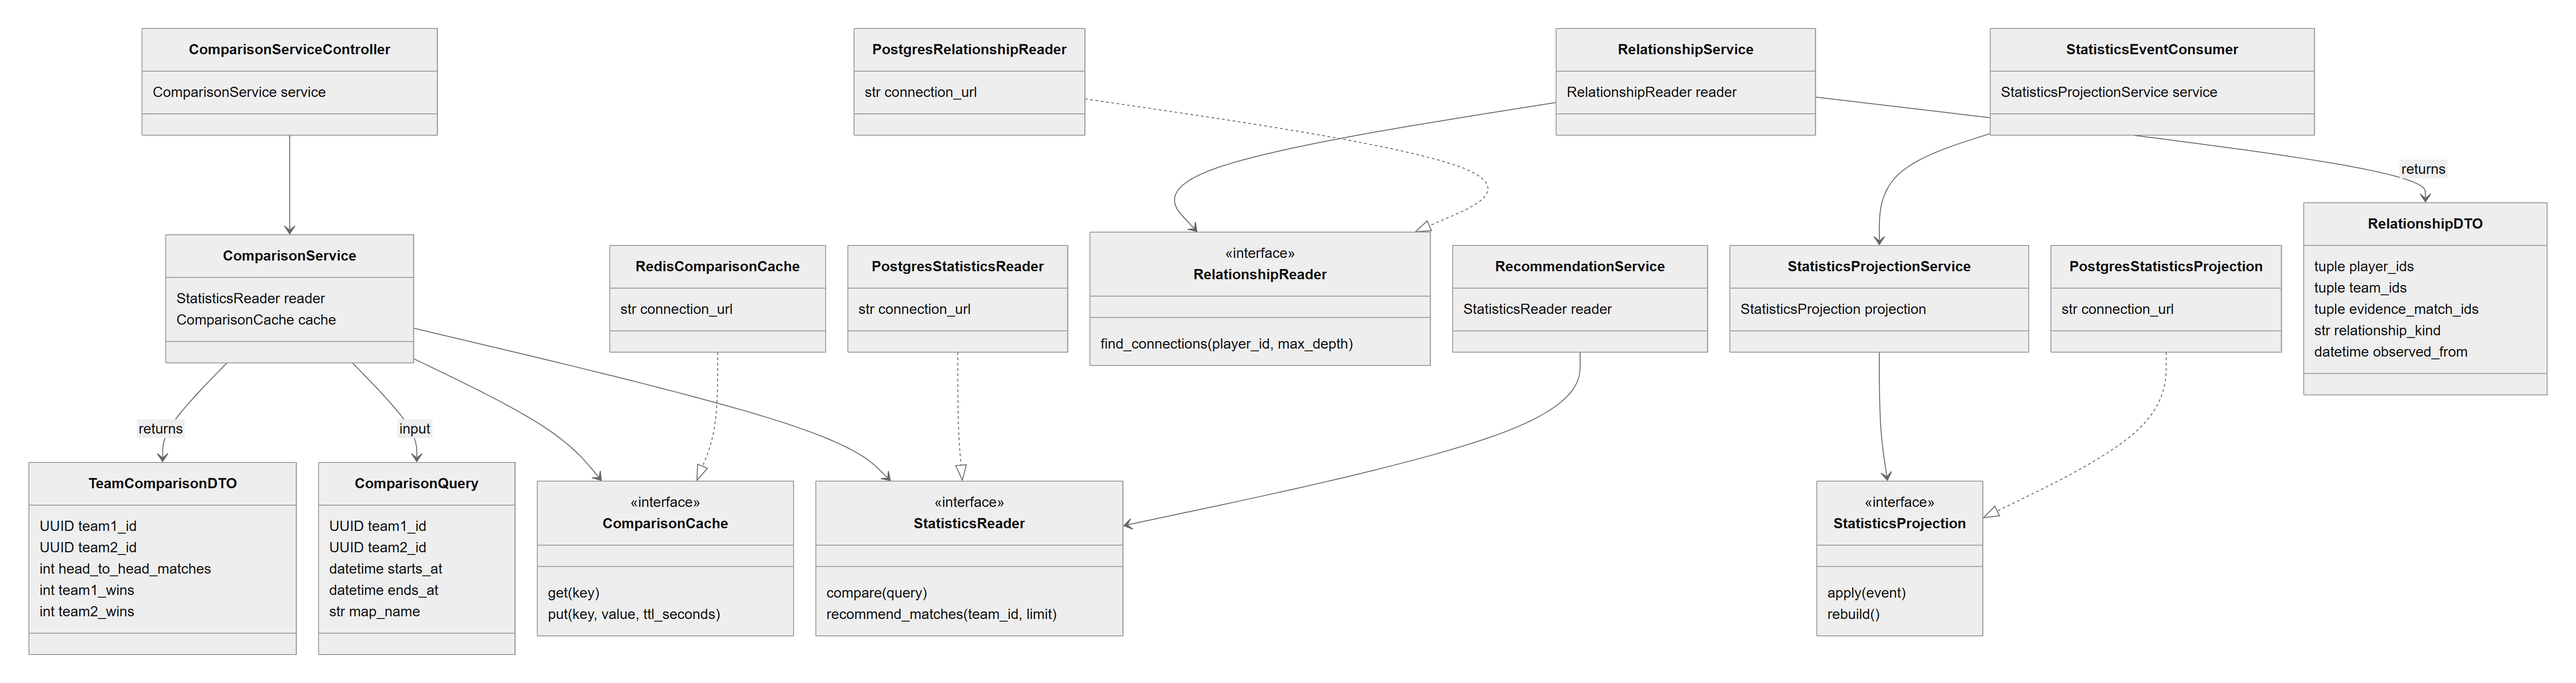 ComparisonServiceController
ComparisonService service
PostgresRelationshipReader
str connection_url
RelationshipService
RelationshipReader reader
StatisticsEventConsumer
StatisticsProjectionService service
returns
ComparisonService
StatisticsReader reader
ComparisonCache cache
RedisComparisonCache
str connection_url
PostgresStatisticsReader
str connection_url
«interface»
RelationshipReader
find_connections(player_id, max_depth)
RecommendationService
StatisticsReader reader
StatisticsProjectionService
StatisticsProjection projection
PostgresStatisticsProjection
str connection_url
RelationshipDTO
tuple player_ids
tuple team_ids
tuple evidence_match_ids
str relationship_kind
datetime observed_from
returns
input
TeamComparisonDTO
UUID team1_id
UUID team2_id
int head_to_head_matches
int team1_wins
int team2_wins
ComparisonQuery
UUID team1_id
UUID team2_id
datetime starts_at
datetime ends_at
str map_name
«interface»
ComparisonCache
get(key)
put(key, value, ttl_seconds)
«interface»
StatisticsReader
compare(query)
recommend_matches(team_id, limit)
«interface»
StatisticsProjection
apply(event)
rebuild()